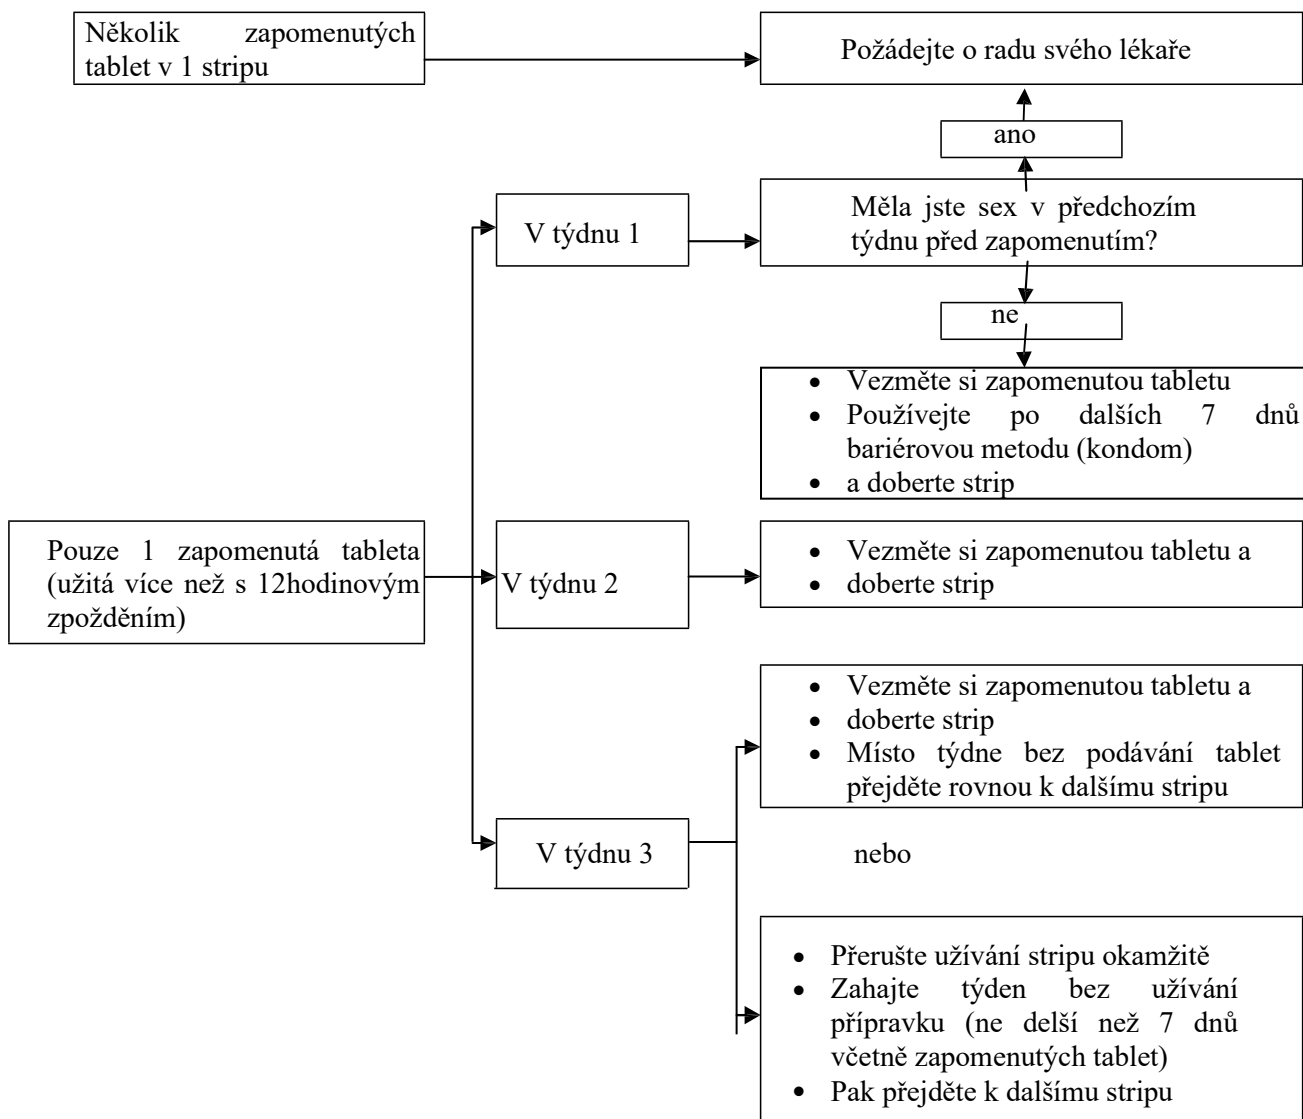 Několik zapomenutých
tablet v 1 stripu
Požádejte o radu svého lékaře
ano
V týdnu 1
Měla jste sex v předchozím
týdnu před zapomenutím?
ne
• Vezměte si zapomenutou tabletu
• Používejte po dalších 7 dnů
bariérovou metodu (kondom)
• a doberte strip
Pouze 1 zapomenutá tableta
(užitá více než s 12hodinovým
zpožděním)
V týdnu 2
• Vezměte si zapomenutou tabletu a
• doberte strip
• Vezměte si zapomenutou tabletu a
• doberte strip
• Místo týdne bez podávání tablet
přejděte rovnou k dalšímu stripu
V týdnu 3
nebo
• Přerušte užívání stripu okamžitě
• Zahajte týden bez užívání
přípravku (ne delší než 7 dnů
včetně zapomenutých tablet)
• Pak přejděte k dalšímu stripu